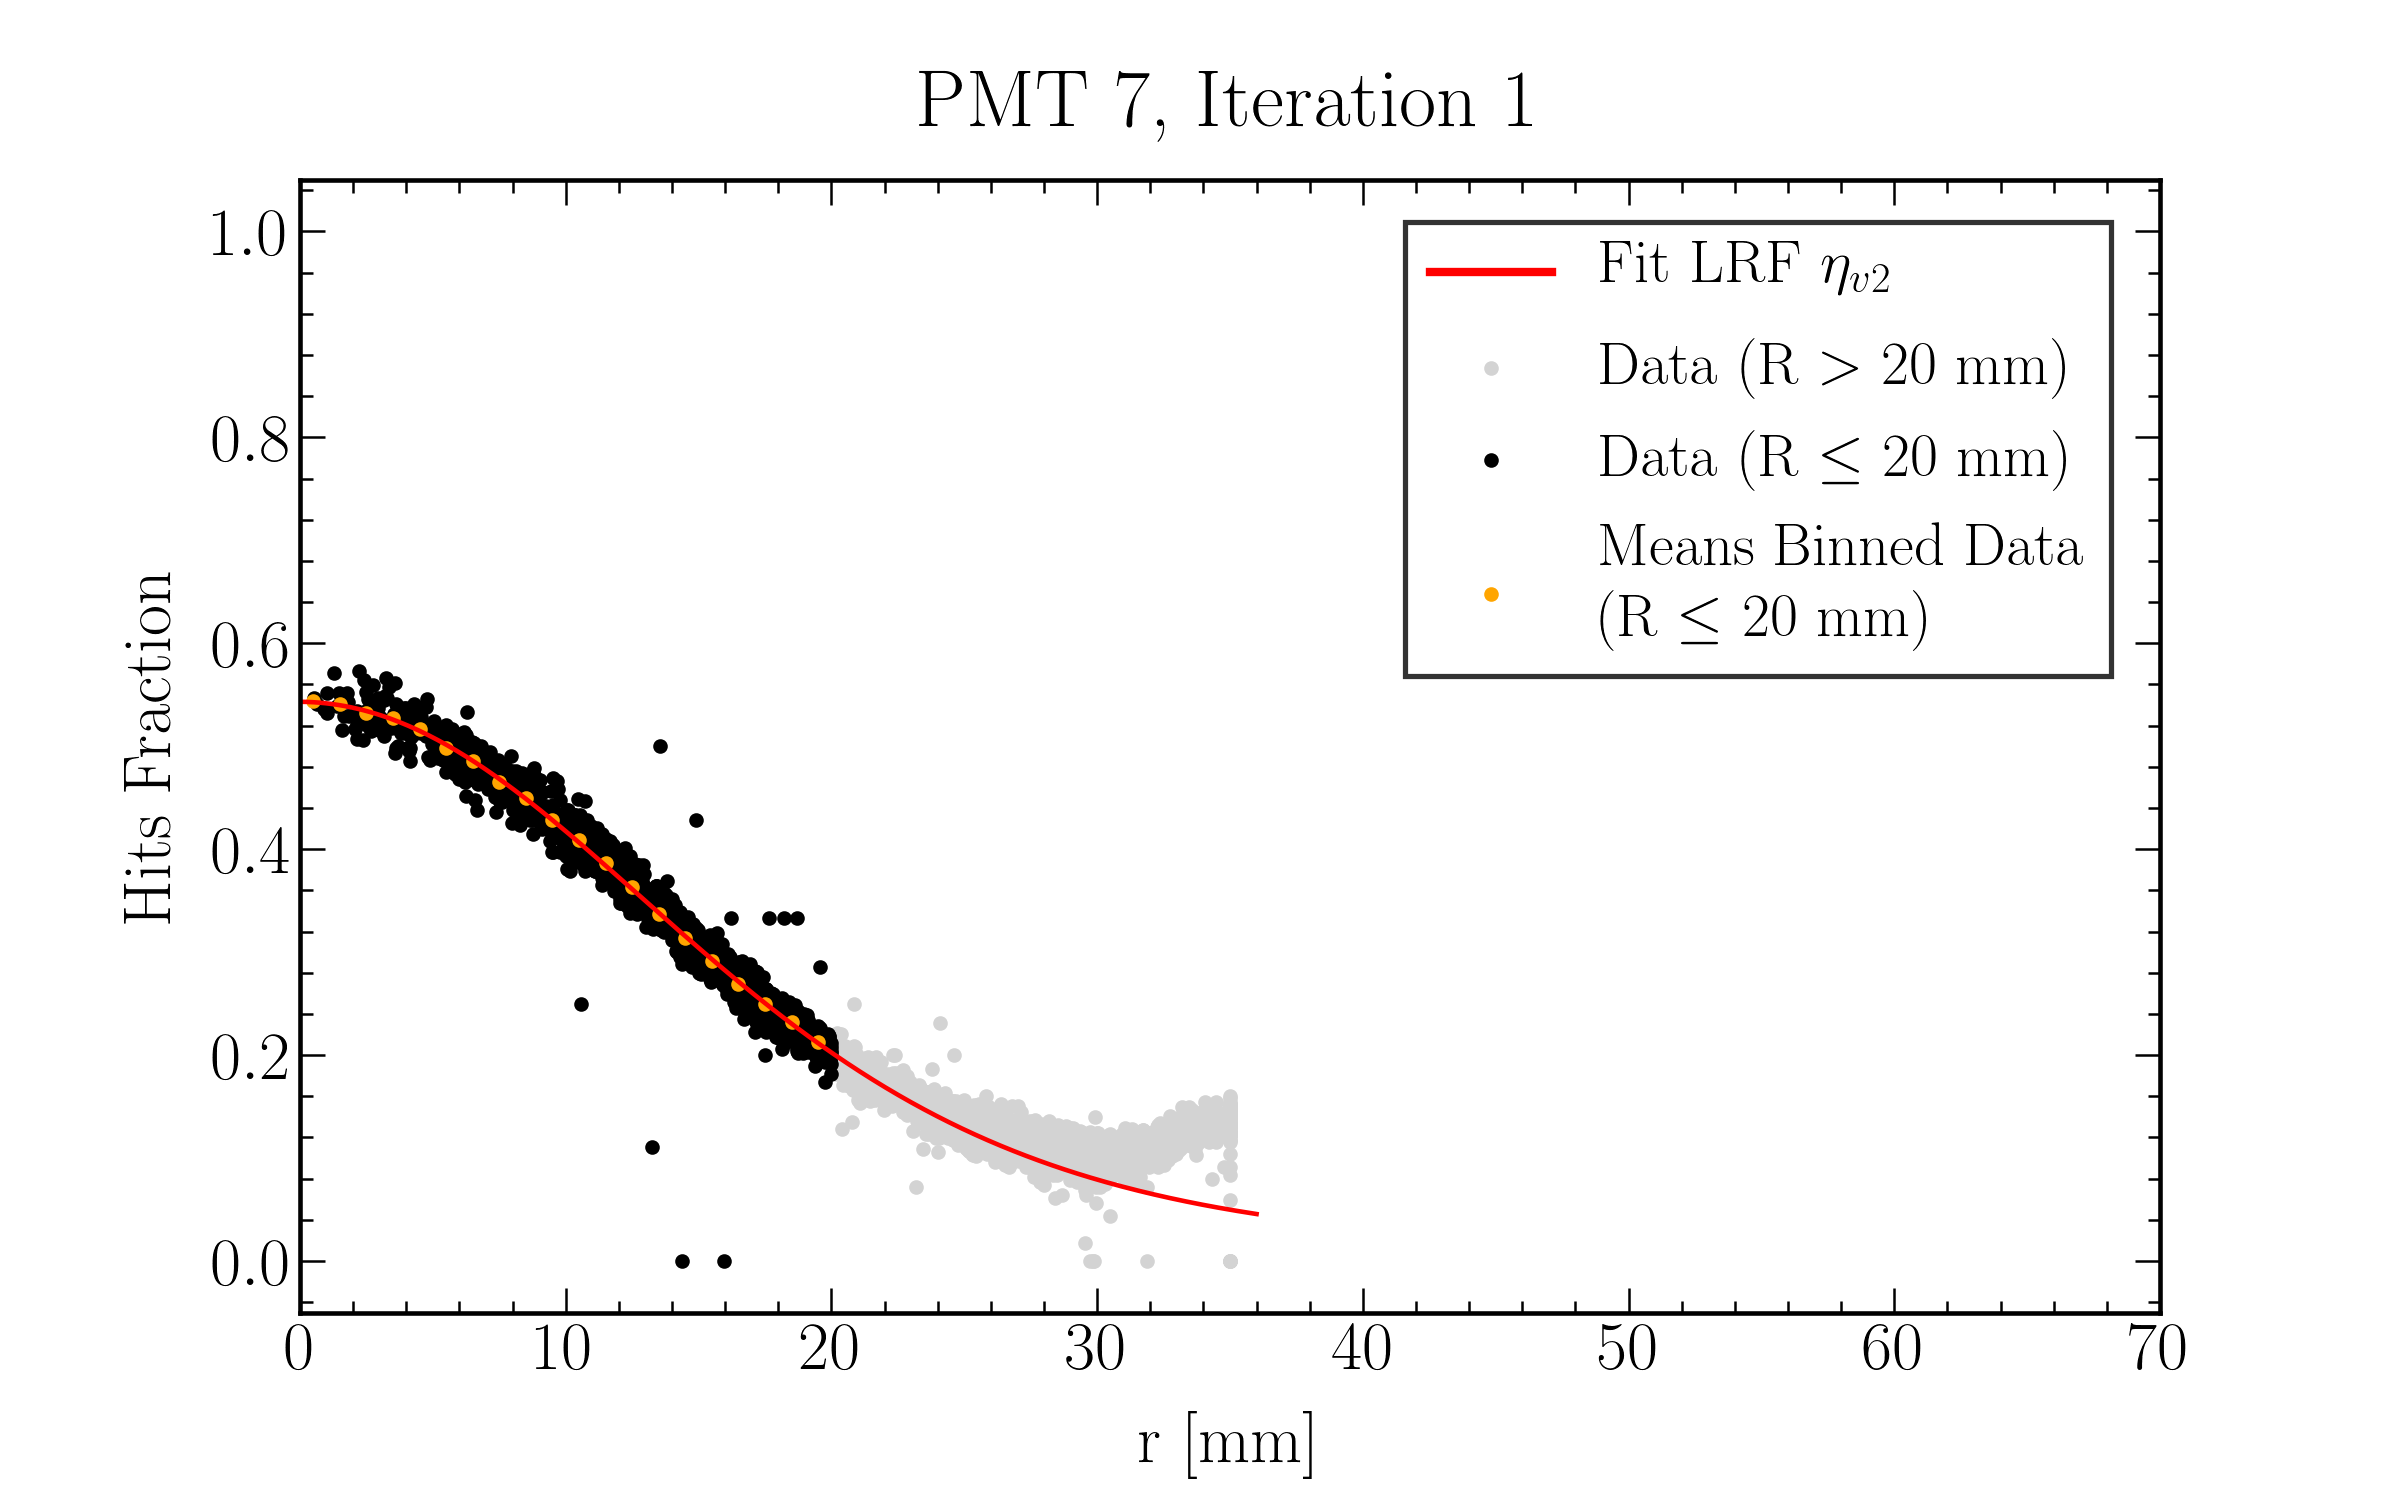 PMT 7, Iteration 1
1.0
0.8
0.6
0.4
0.2
0.0
Hits Fraction
Fit LRF η_{v2}
Data (R > 20 mm)
Data (R ≤ 20 mm)
Means Binned Data
(R ≤ 20 mm)
0 10 20 30 40 50 60 70
r [mm]